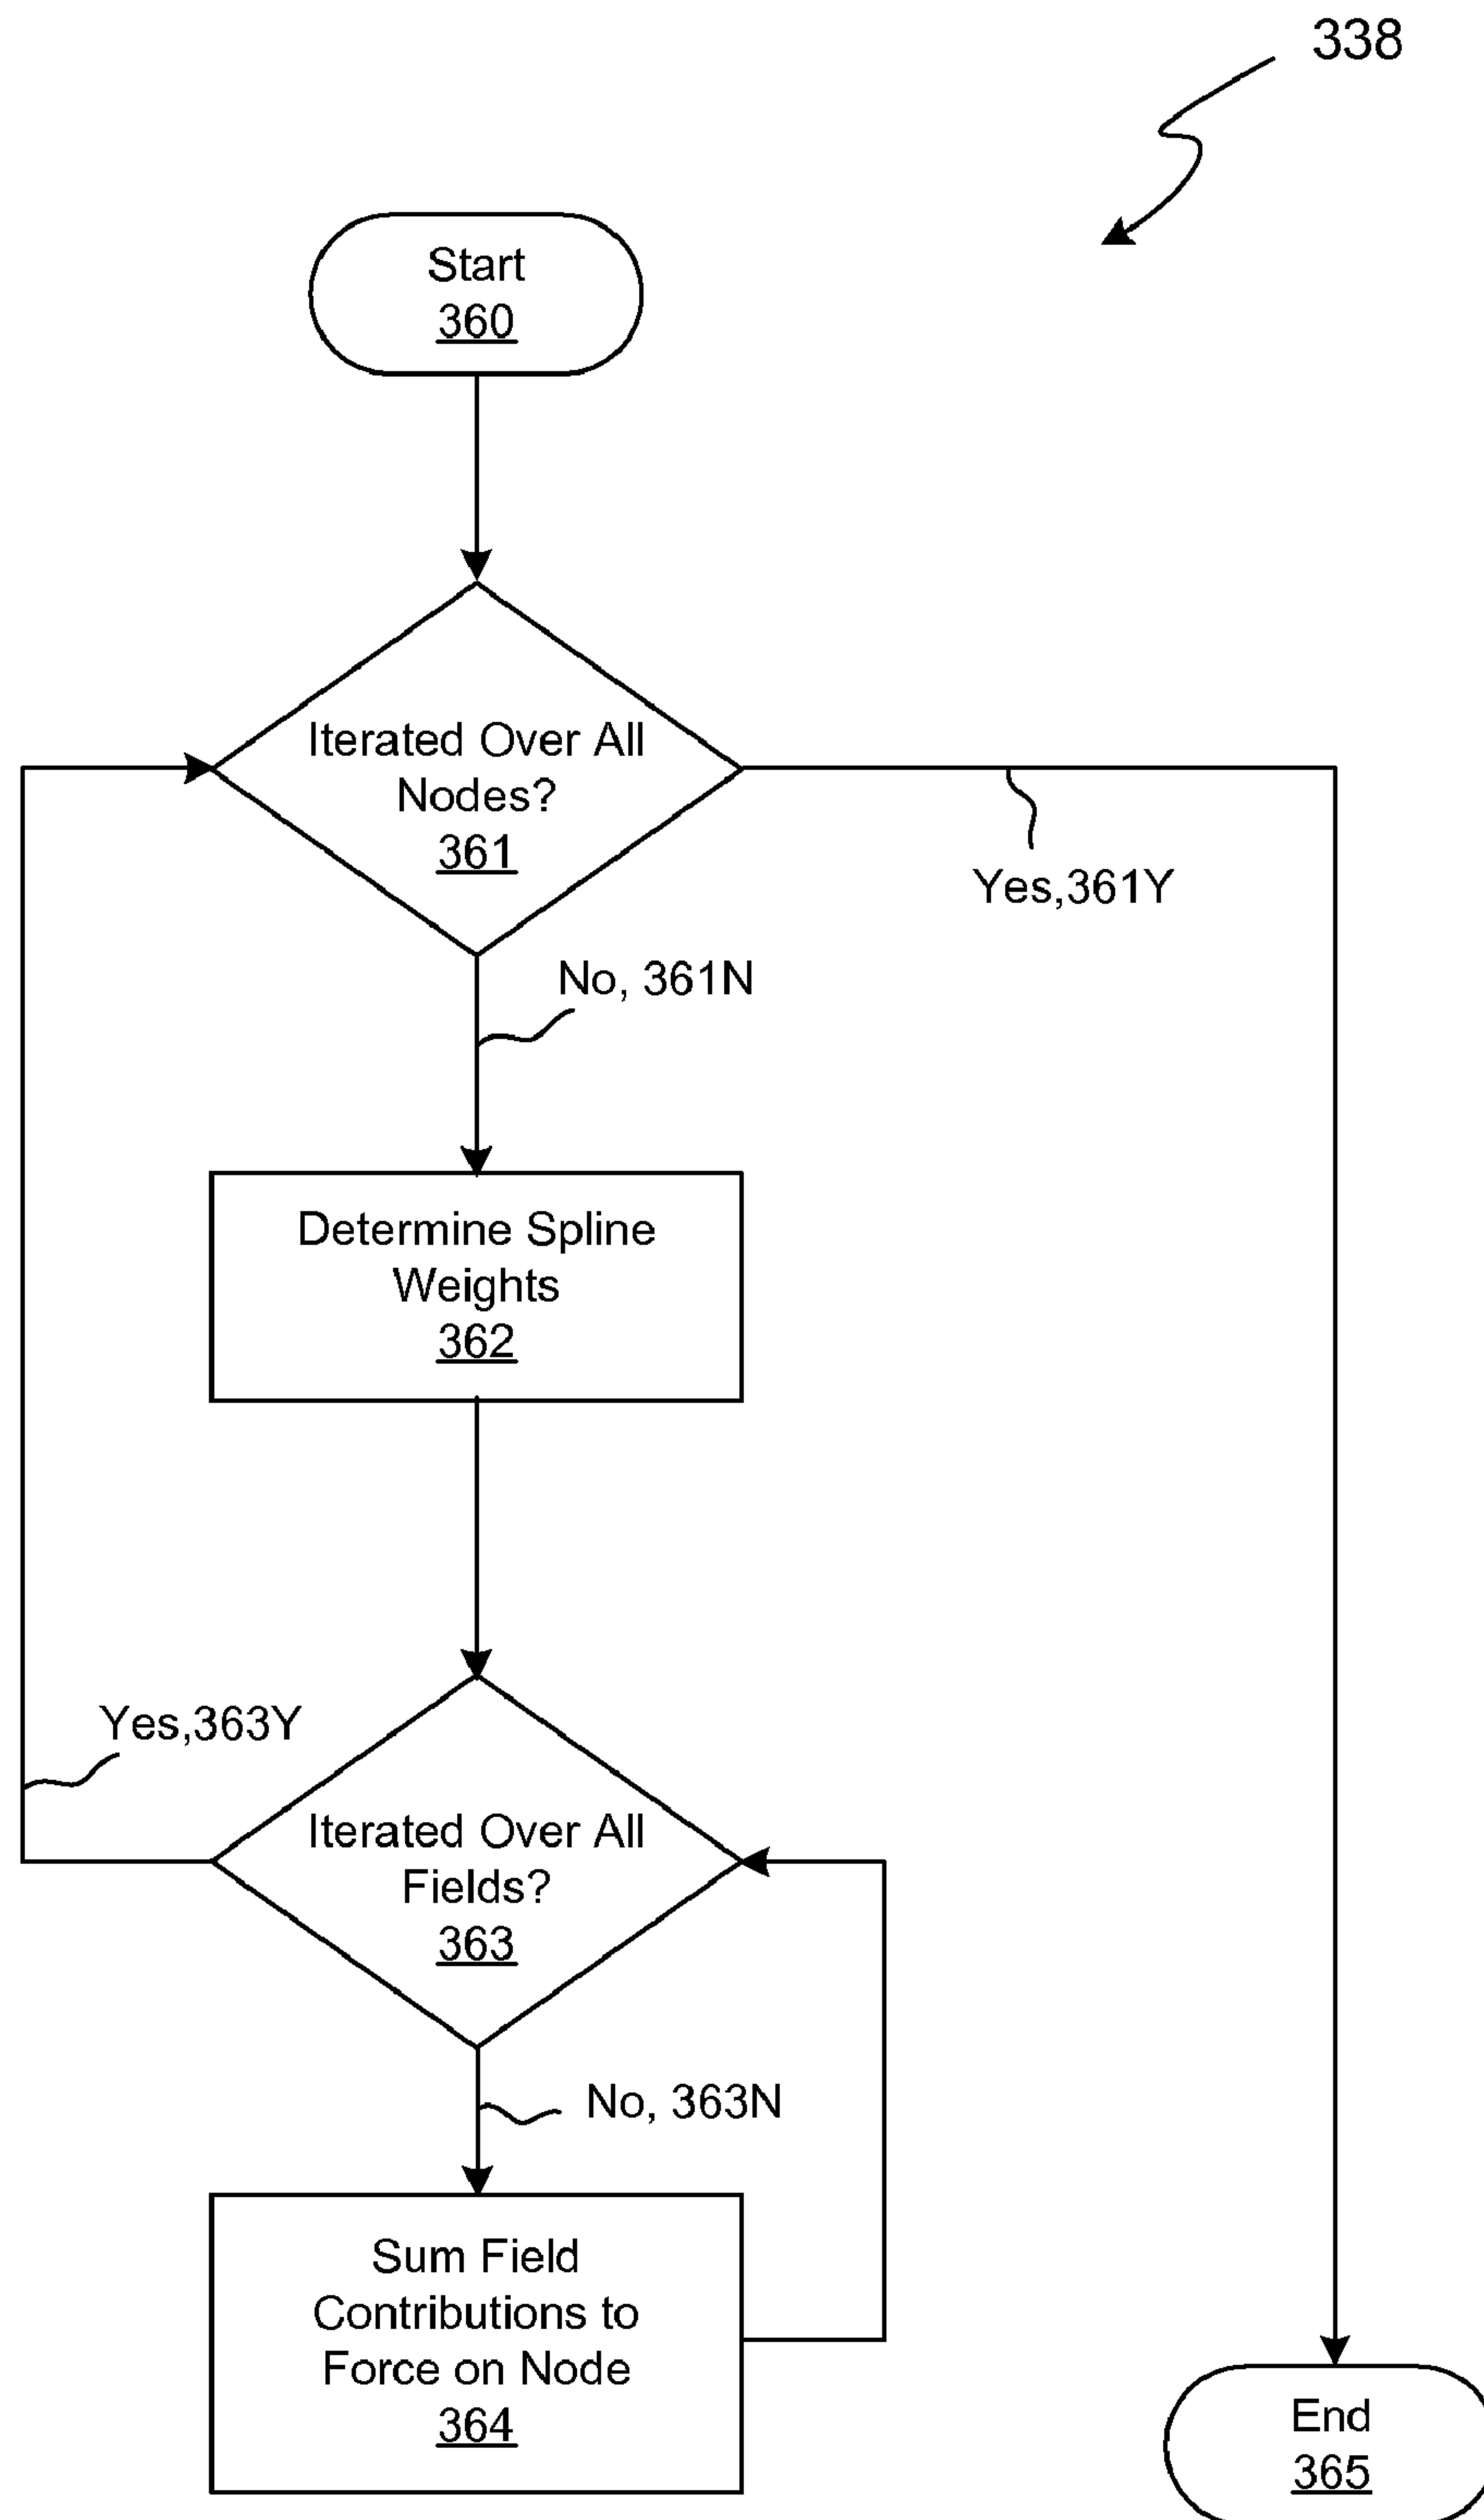 338
Start
360
Iterated Over All
Nodes?
361
Yes,361Y
No, 361N
Determine Spline
Weights
362
Yes,363Y
Iterated Over All
Fields?
363
No, 363N
Sum Field
Contributions to
Force on Node
364
End
365